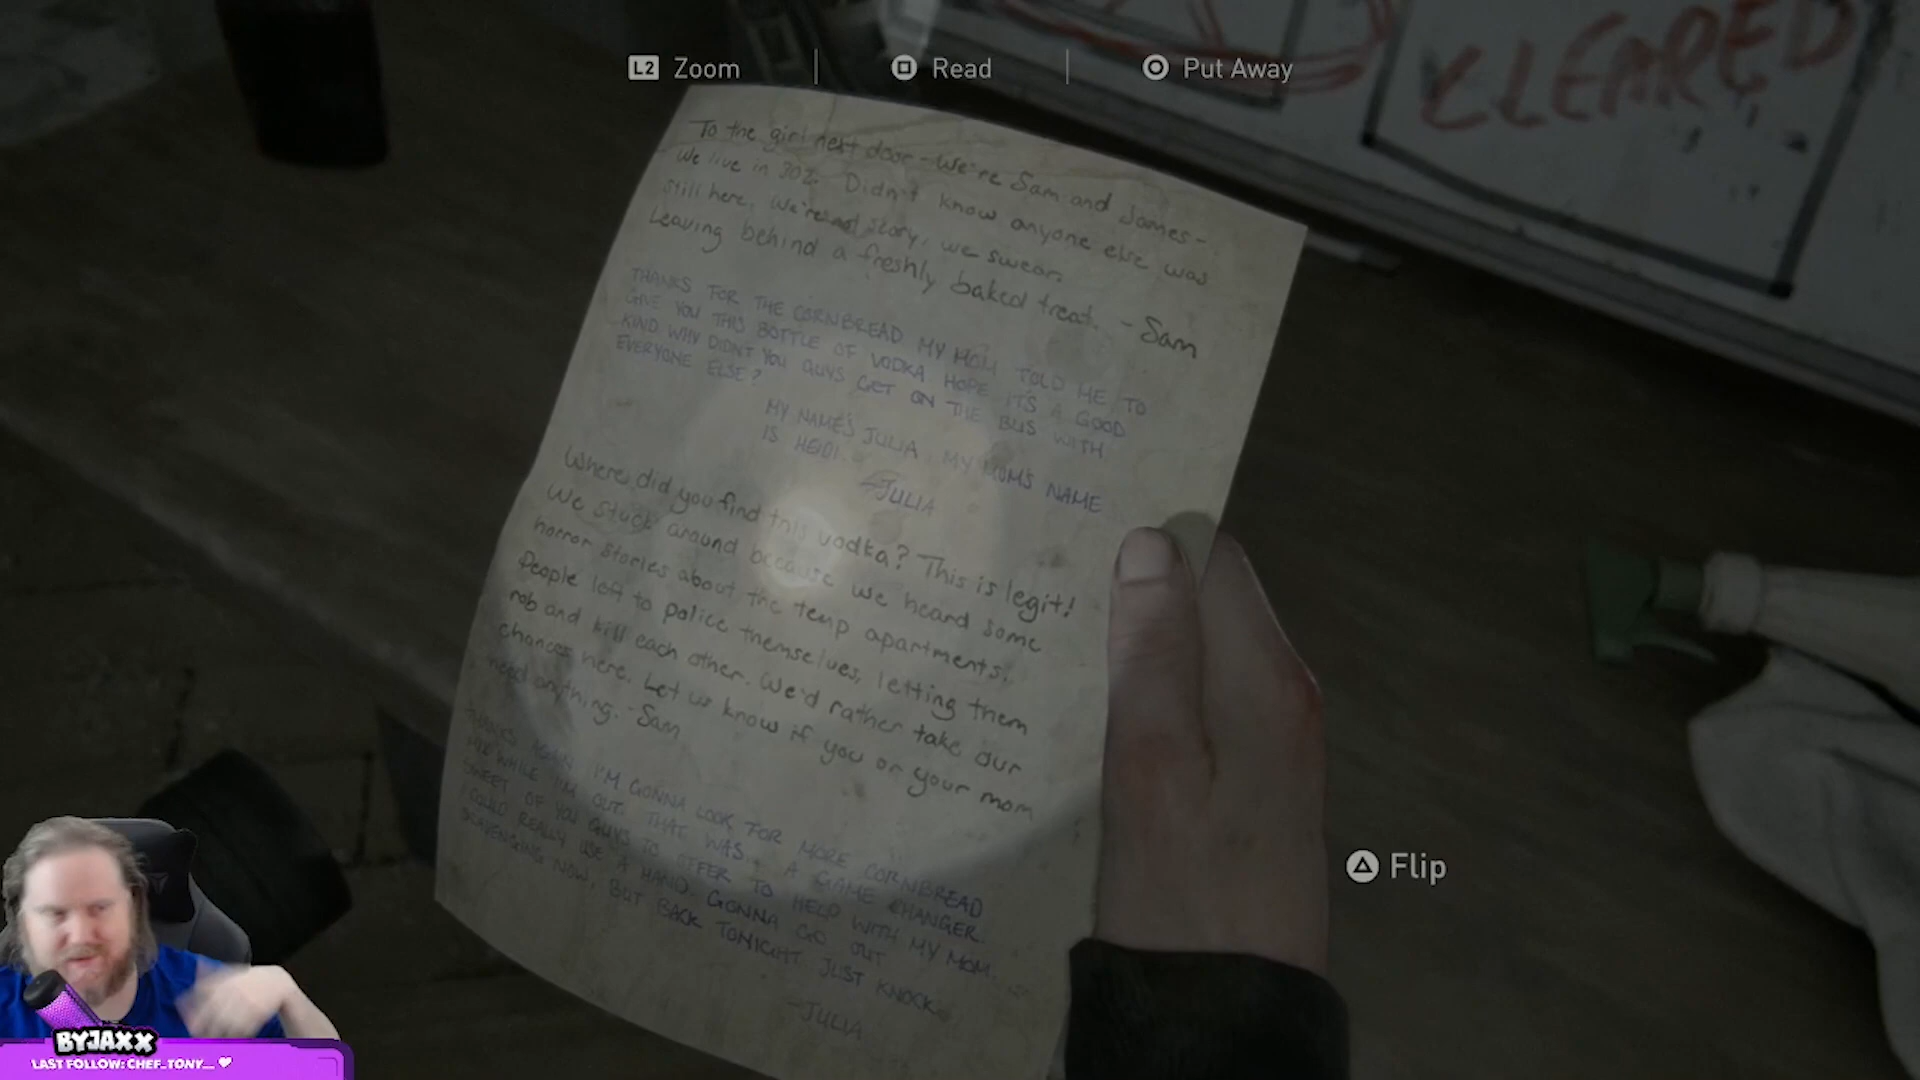 L2 Zoom
Read
Put Away
CLEARED
To the girl next door - We're Sam and James -
We live in 302. Didn't know anyone else was
still here. We're not scary, we swear.
Leaving behind a freshly baked treat. - Sam
THANKS FOR THE CORNBREAD MY MOM TOLD ME TO
GIVE YOU THIS BOTTLE OF VODKA HOPE IT'S A GOOD
KIND WHY DIDN'T YOU GUYS GET ON THE BUS WITH
EVERYONE ELSE?
MY NAME'S JULIA. MY MOM'S NAME
IS HEIDI.
-JULIA
Where did you find this vodka? This is legit!
We stuck around because we heard some
horror stories about the temp apartments.
People left to police themselves, letting them
rob and kill each other. We'd rather take our
chances here. Let us know if you or your mom
need anything. - Sam
THANKS AGAIN. I'M GONNA LOOK FOR MORE CORNBREAD
MIX WHILE I'M OUT. THAT WAS... A GAME CHANGER.
SWEET OF YOU GUYS TO OFFER TO HELP WITH MY MOM.
I COULD REALLY USE A HAND. GONNA GO OUT
SCAVENGING NOW, BUT BACK TONIGHT. JUST KNOCK.
-JULIA
Flip
BYJAXX
LAST FOLLOW: CHEF_TONY__